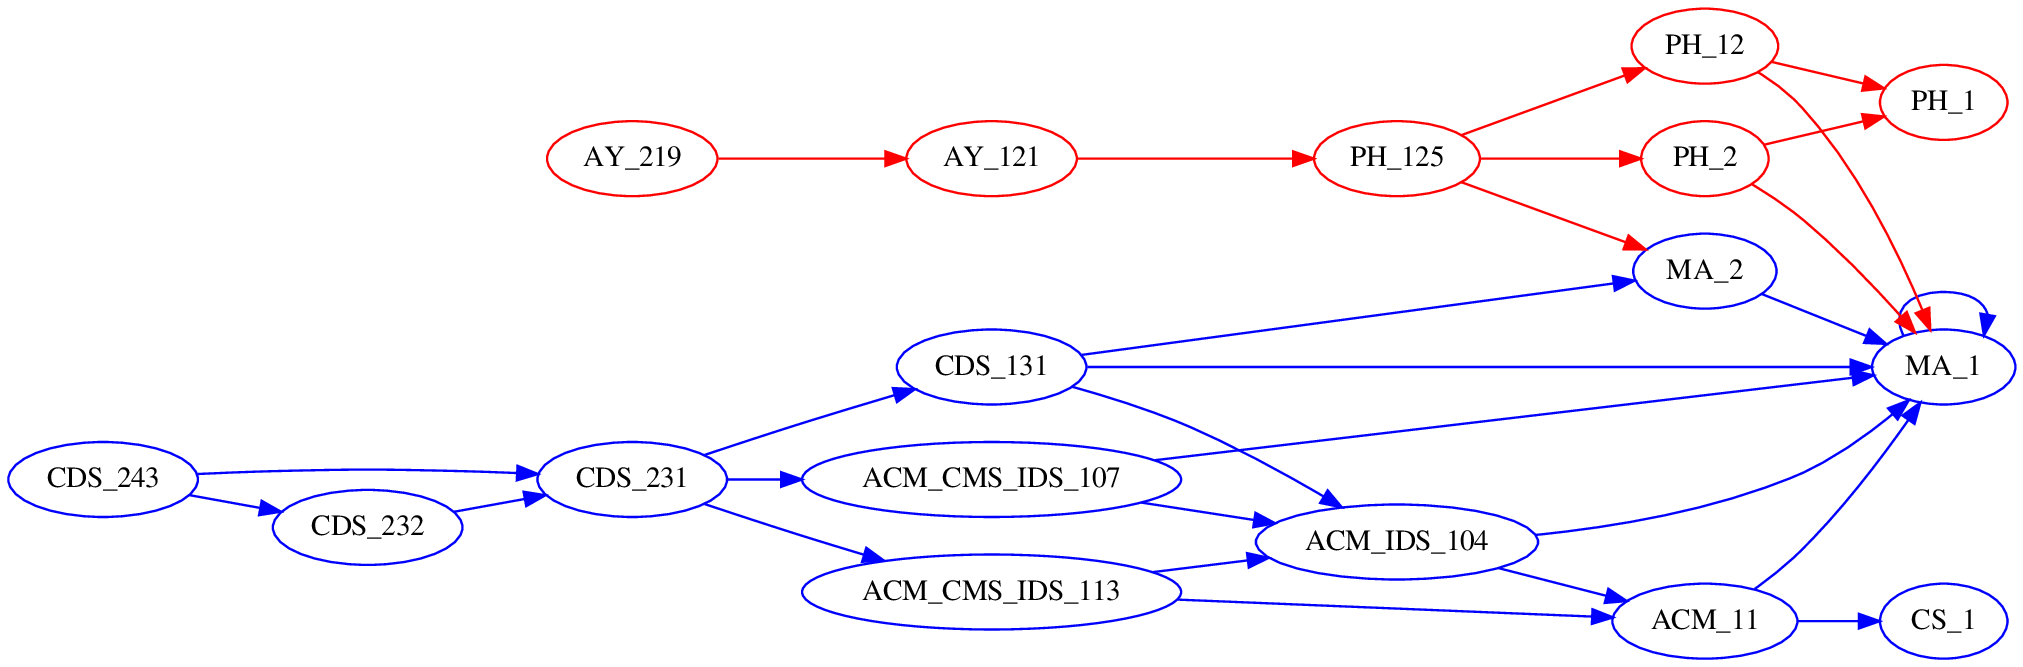 PH_12
PH_1
AY_219
AY_121
PH_125
PH_2
MA_2
CDS_131
MA_1
CDS_243
CDS_231
ACM_CMS_IDS_107
CDS_232
ACM_IDS_104
ACM_CMS_IDS_113
ACM_11
CS_1